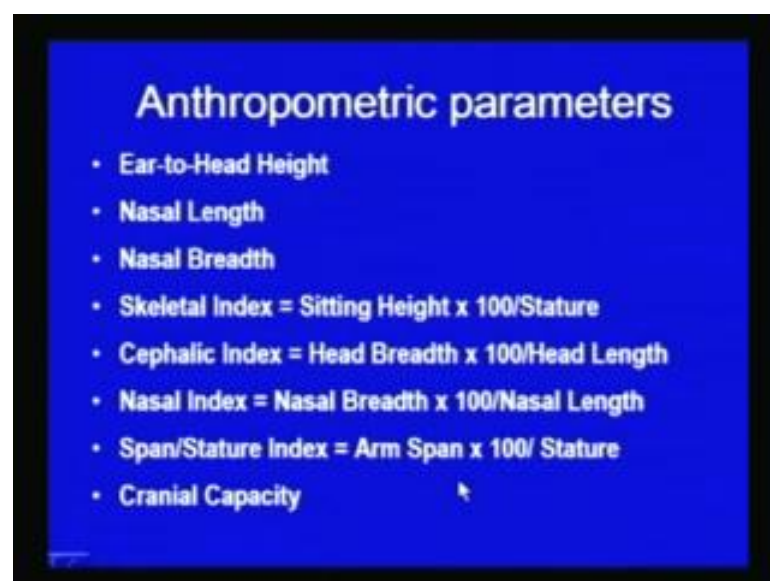 Anthropometric parameters
• Ear-to-Head Height
• Nasal Length
• Nasal Breadth
• Skeletal Index = Sitting Height x 100/Stature
• Cephalic Index = Head Breadth x 100/Head Length
• Nasal Index = Nasal Breadth x 100/Nasal Length
• Span/Stature Index = Arm Span x 100/ Stature
• Cranial Capacity